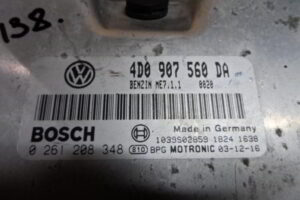 138.
4D0 907 560 DA
BENZIN ME7.1.1 0020
BOSCH
Made in Germany
1039S02859 1824 1638
0 261 208 348 BPG MOTRONIC 03-12-16